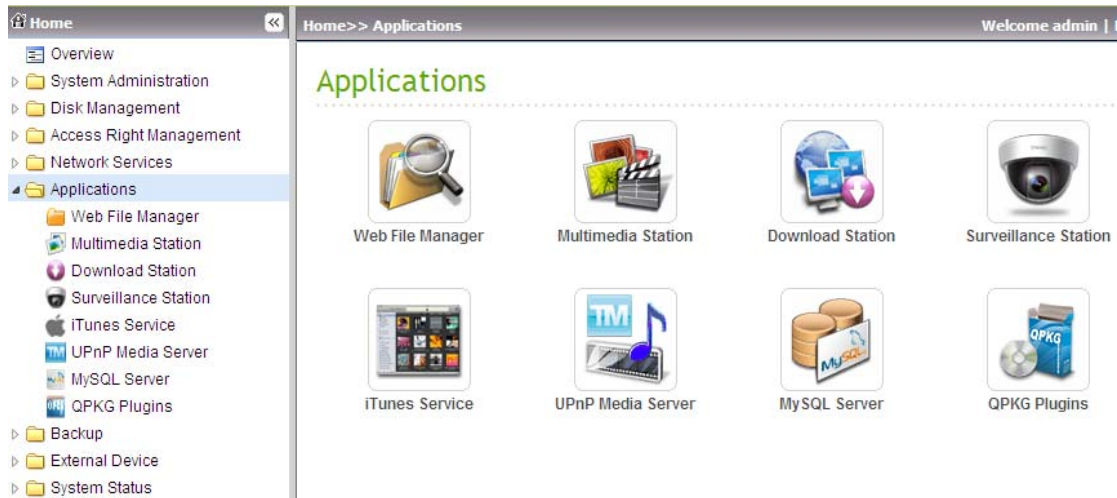 Home
Overview
System Administration
Disk Management
Access Right Management
Network Services
Applications
Web File Manager
Multimedia Station
Download Station
Surveillance Station
iTunes Service
UPnP Media Server
MySQL Server
QPKG Plugins
Backup
External Device
System Status
Home>> Applications
Welcome admin |
Applications
Web File Manager
Multimedia Station
Download Station
Surveillance Station
TM
MySQL
QPKG
iTunes Service
UPnP Media Server
MySQL Server
QPKG Plugins